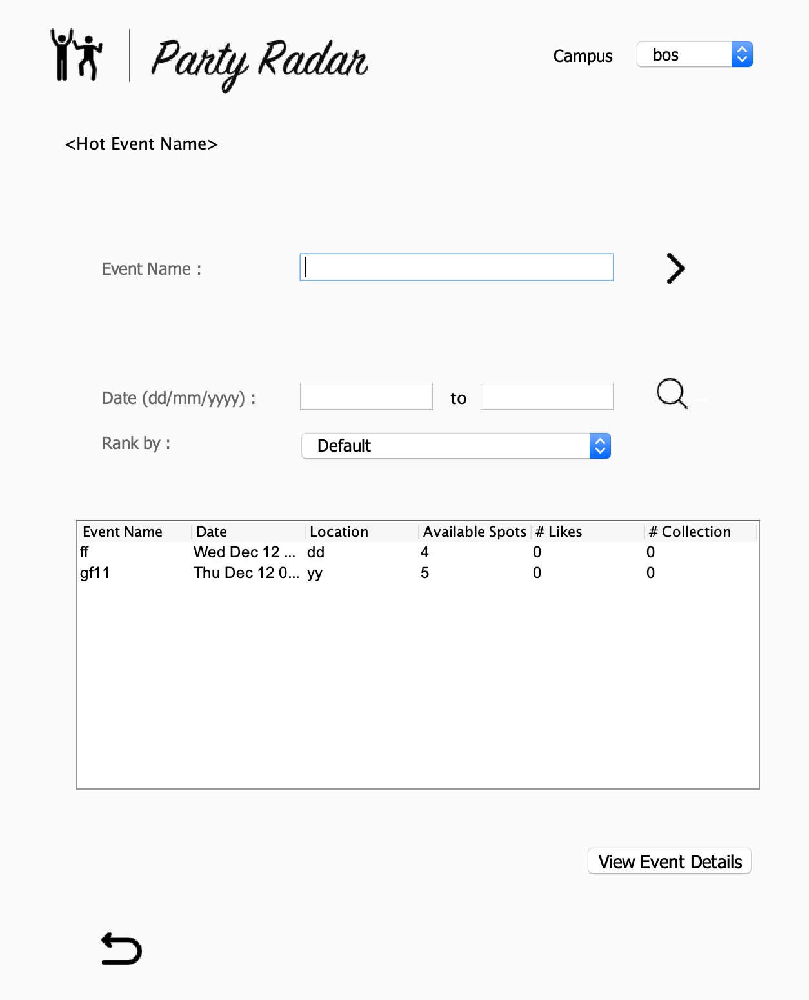 Party Radar
Campus bos
<Hot Event Name>
Event Name :
Date (dd/mm/yyyy) : to
...
Rank by : Default
Event Name Date Location Available Spots # Likes # Collection
ff Wed Dec 12 ... dd 4 0 0
gf11 Thu Dec 12 0... yy 5 0 0
View Event Details